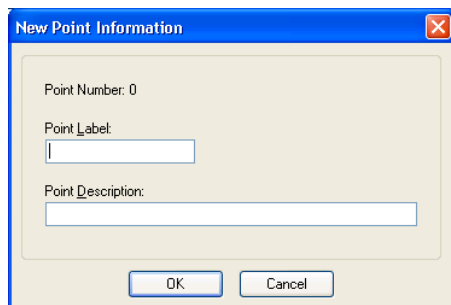 New Point Information
Point Number: 0
Point Label:
Point Description:
OK Cancel